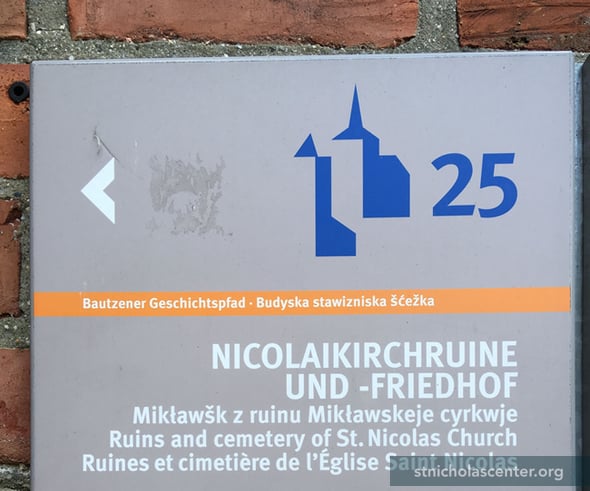 25
Bautzener Geschichtspfad · Budyska stawizniska šćežka
NICOLAIKIRCHRUINE
UND -FRIEDHOF
Mikławšk z ruinu Mikławskeje cyrkwje
Ruins and cemetery of St. Nicolas Church
Ruines et cimetière de l'Église Saint Nicolas
stnicholascenter.org